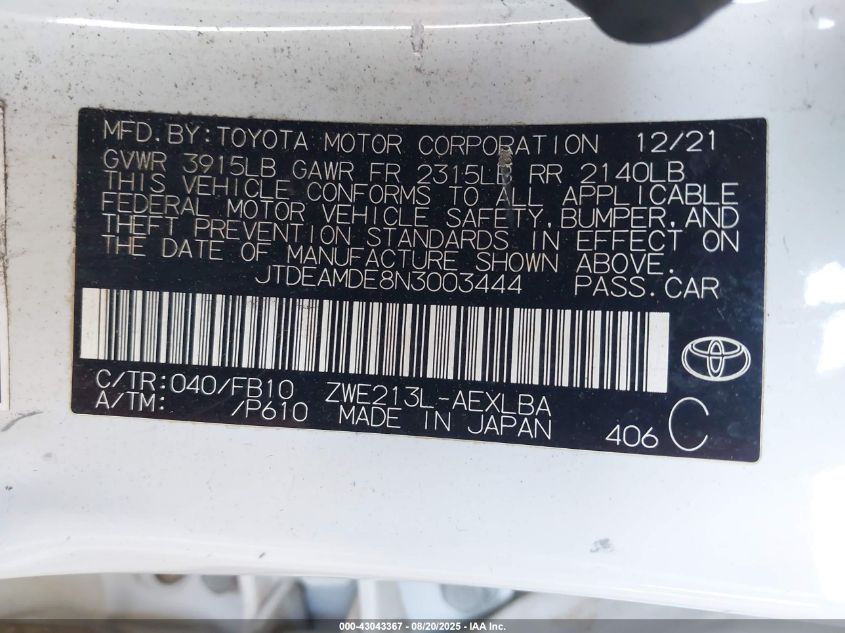 MFD.BY:TOYOTA MOTOR CORPORATION 12/21
GVWR 3915LB GAWR FR 2315LB RR 2140LB
THIS VEHICLE CONFORMS TO ALL APPLICABLE
FEDERAL MOTOR VEHICLE SAFETY,BUMPER,AND
THEFT PREVENTION STANDARDS IN EFFECT ON
THE DATE OF MANUFACTURE SHOWN ABOVE.
JTDEAMDE8N3003444 PASS.CAR
C/TR:040/FB10 ZWE213L-AEXLBA
A/TM: /P610 MADE IN JAPAN
406 C
000-43043367 - 08/20/2025 - IAA Inc.